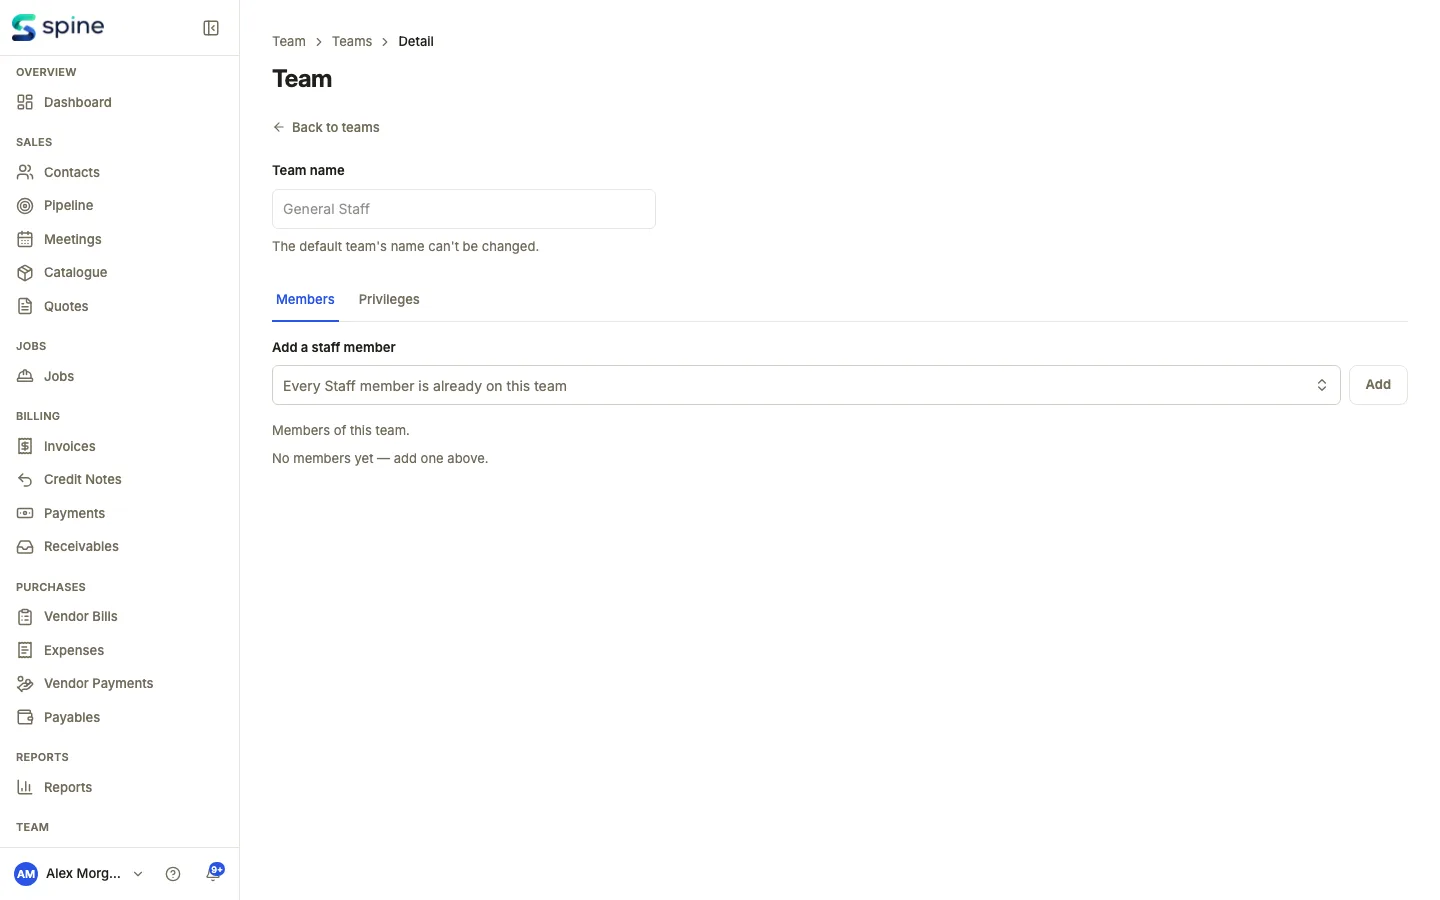 spine
OVERVIEW
Dashboard
SALES
Contacts
Pipeline
Meetings
Catalogue
Quotes
JOBS
Jobs
BILLING
Invoices
Credit Notes
Payments
Receivables
PURCHASES
Vendor Bills
Expenses
Vendor Payments
Payables
REPORTS
Reports
TEAM
AM Alex Morg... 9+
Team > Teams > Detail
Team
← Back to teams
Team name
General Staff
The default team's name can't be changed.
Members Privileges
Add a staff member
Every Staff member is already on this team Add
Members of this team.
No members yet — add one above.